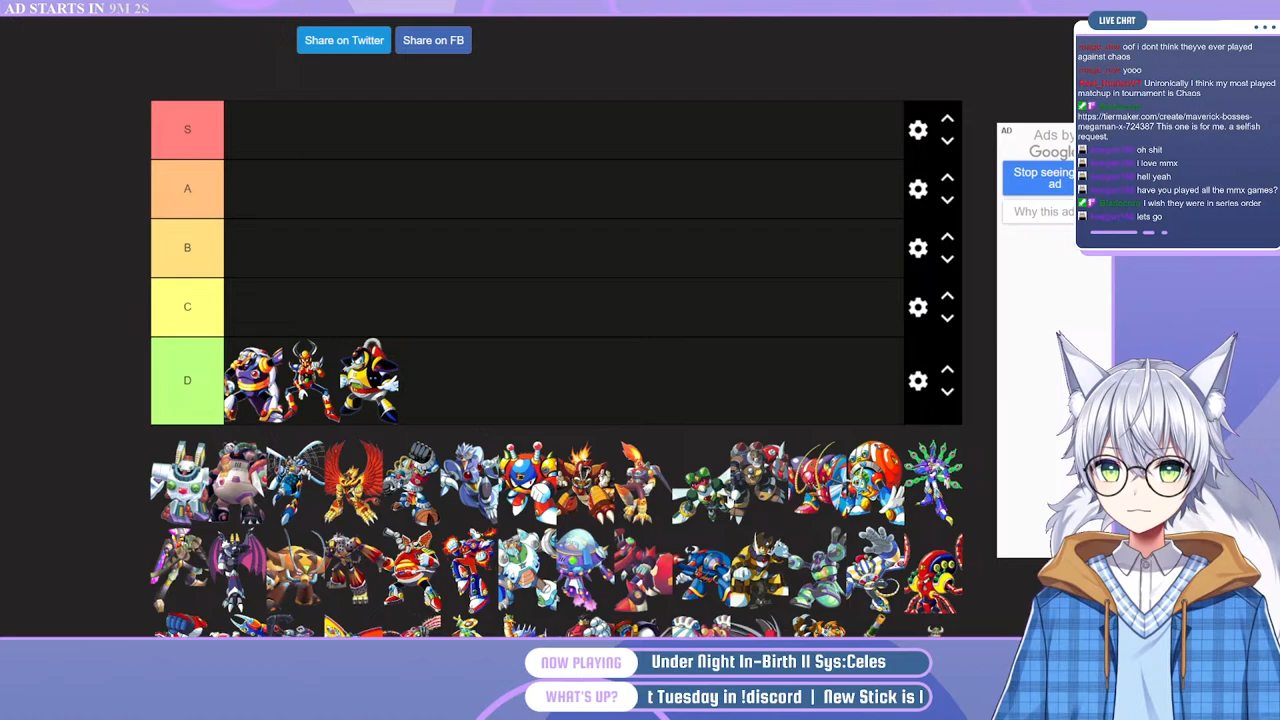 AD STARTS IN 9M 2S
Share on Twitter
Share on FB
S
A
B
C
D
AD
Ads by
Google
Stop seeing
ad
Why this ad
LIVE CHAT
oof i dont think theyve ever played
against chaos
yooo
Unironically I think my most played
matchup in tournament is Chaos
https://tiermaker.com/create/maverick-bosses-
megaman-x-724387 This one is for me. a selfish
request.
oh shit
i love mmx
hell yeah
have you played all the mmx games?
I wish they were in series order
lets go
NOW PLAYING
Under Night In-Birth II Sys:Celes
WHAT'S UP?
t Tuesday in !discord | New Stick is